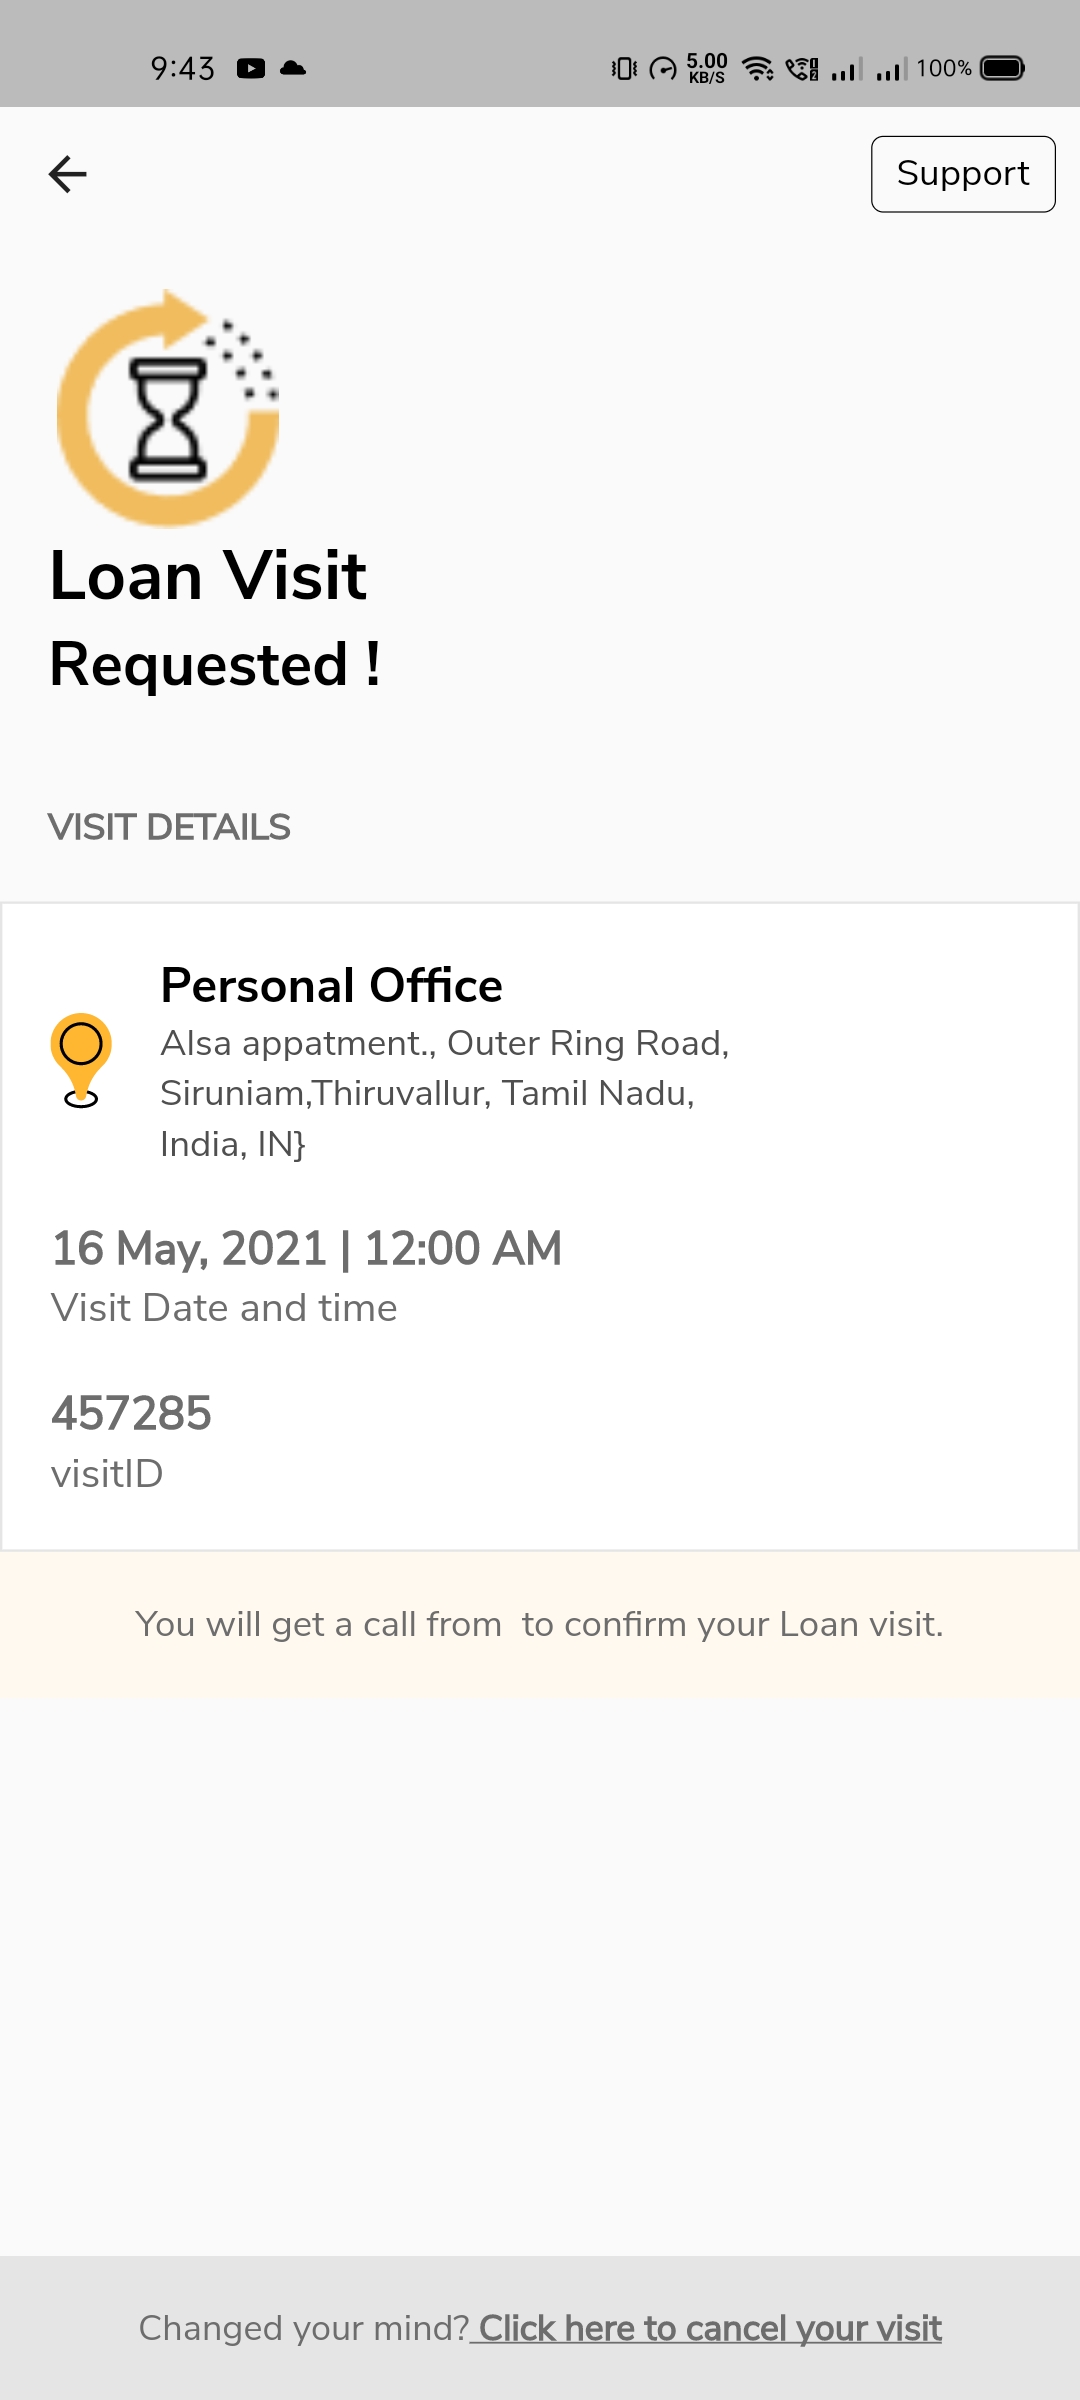 9:43 5.00 KB/S 100%
Support
Loan Visit
Requested !
VISIT DETAILS
Personal Office
Alsa appatment., Outer Ring Road,
Siruniam,Thiruvallur, Tamil Nadu,
India, IN}
16 May, 2021 | 12:00 AM
Visit Date and time
457285
visitID
You will get a call from  to confirm your Loan visit.
Changed your mind? Click here to cancel your visit